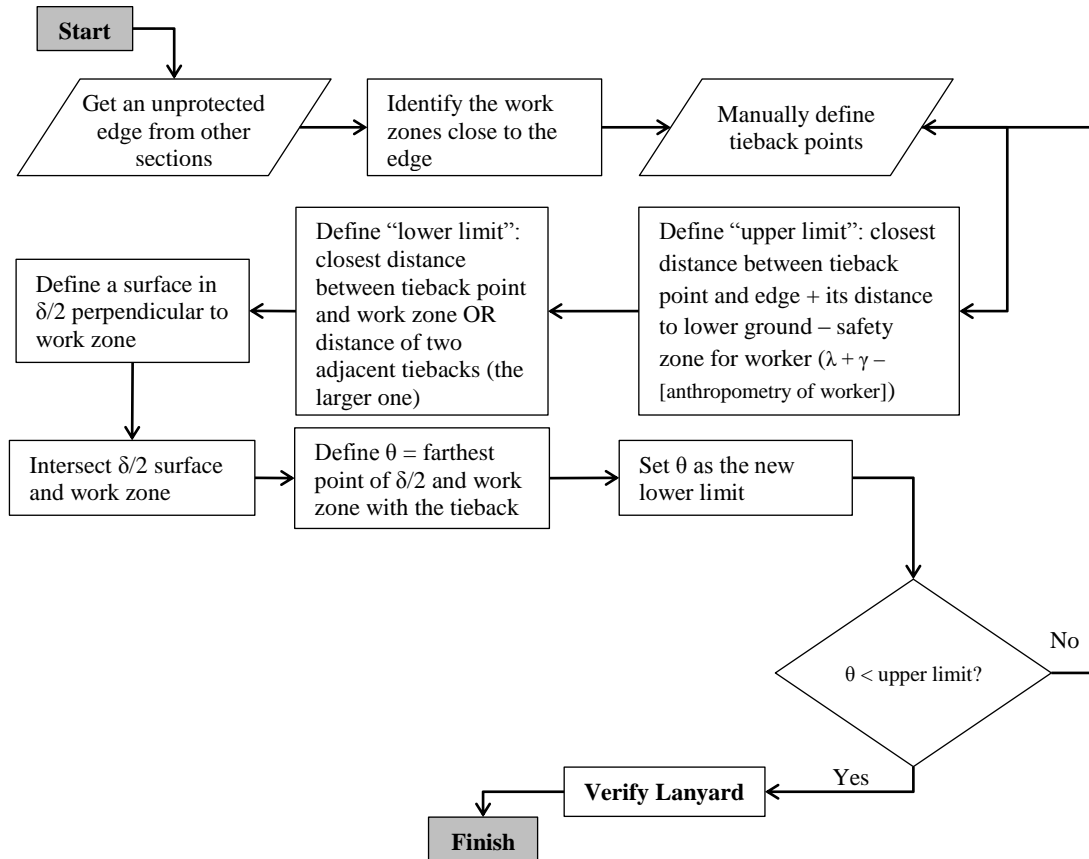 Start
Get an unprotected
edge from other
sections
Identify the work
zones close to the
edge
Manually define
tieback points
Define “upper limit”: closest
distance between tieback
point and edge + its distance
to lower ground – safety
zone for worker (λ + γ –
[anthropometry of worker])
Define “lower limit”:
closest distance
between tieback point
and work zone OR
distance of two
adjacent tiebacks (the
larger one)
Define a surface in
δ/2 perpendicular to
work zone
Intersect δ/2 surface
and work zone
Define θ = farthest
point of δ/2 and work
zone with the tieback
Set θ as the new
lower limit
θ < upper limit?
No
Yes
Verify Lanyard
Finish